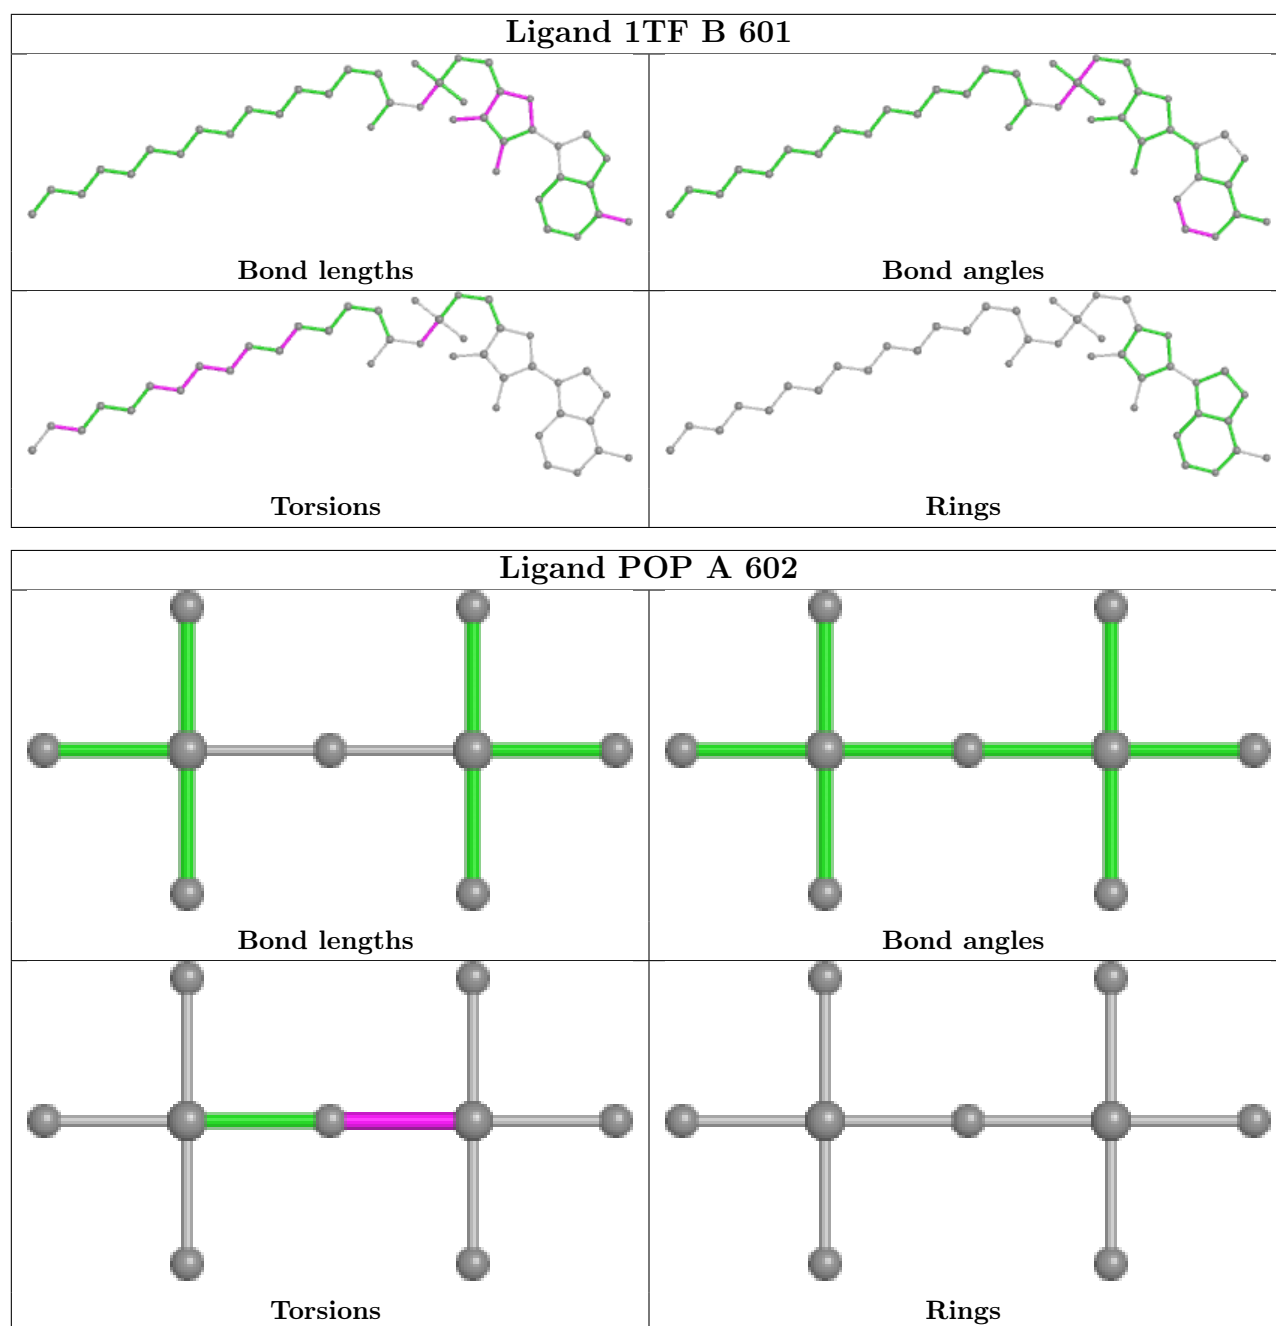 Ligand 1TF B 601
Bond lengths
Bond angles
Torsions
Rings
Ligand POP A 602
Bond lengths
Bond angles
Torsions
Rings